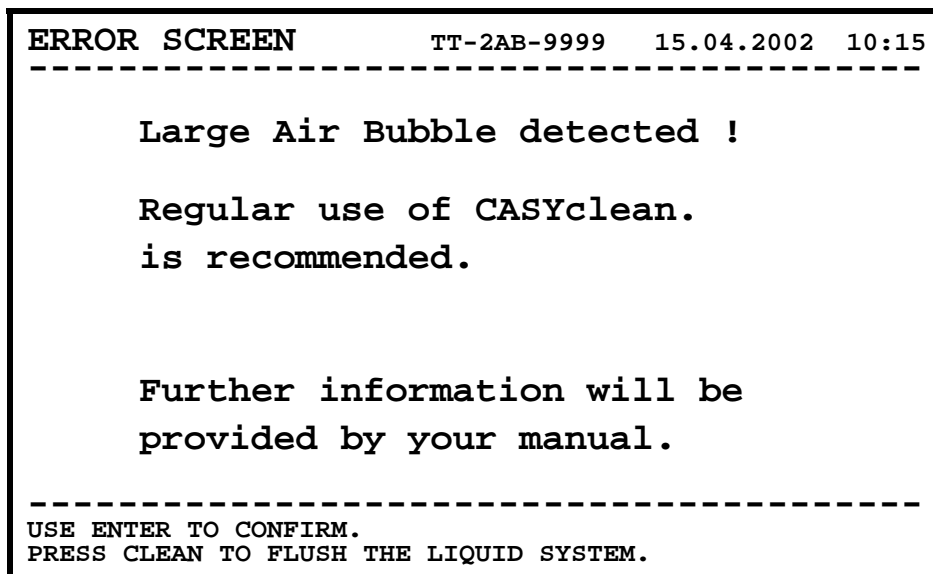 ERROR SCREEN TT-2AB-9999 15.04.2002 10:15
----------------------------------------
Large Air Bubble detected !
Regular use of CASYclean.
is recommended.
Further information will be
provided by your manual.
----------------------------------------
USE ENTER TO CONFIRM.
PRESS CLEAN TO FLUSH THE LIQUID SYSTEM.